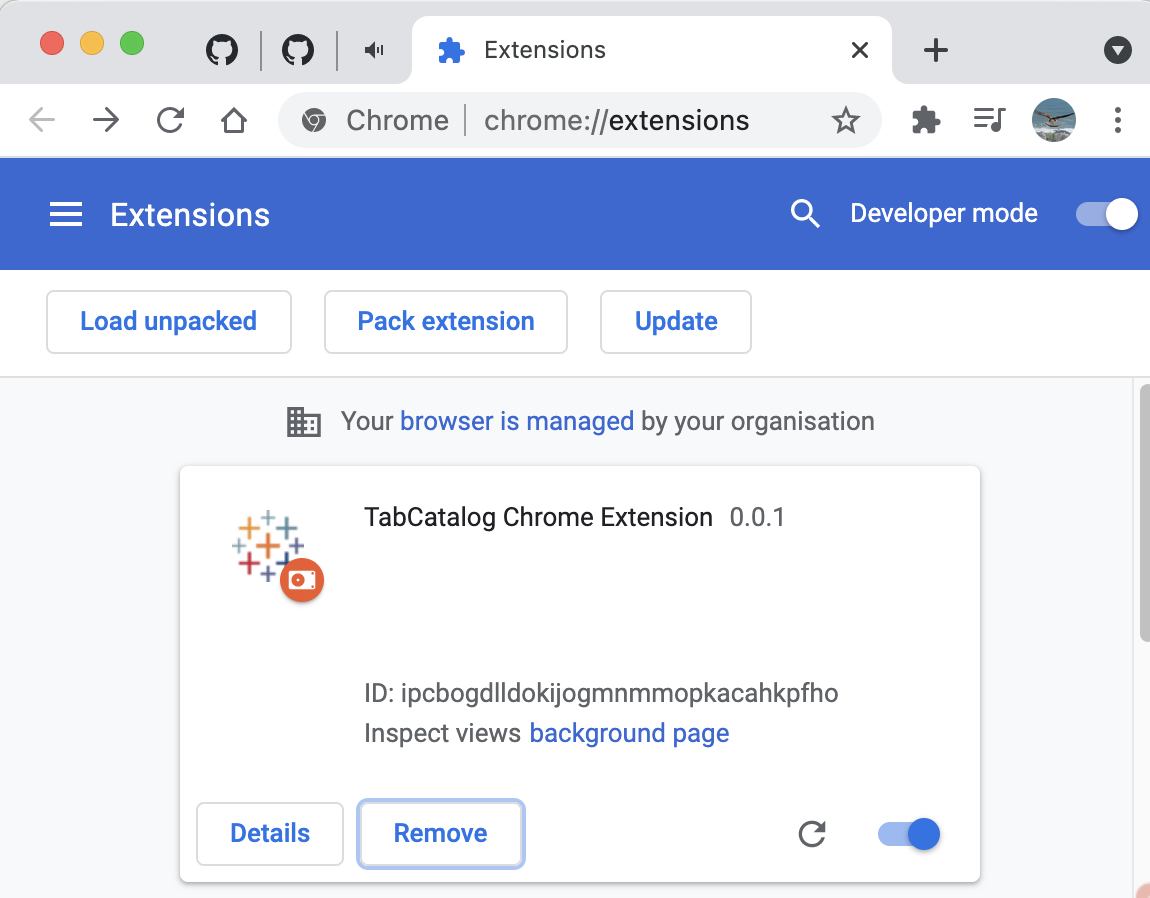 Extensions
Chrome chrome://extensions
Extensions Developer mode
Load unpacked Pack extension Update
Your browser is managed by your organisation
TabCatalog Chrome Extension 0.0.1
ID: ipcbogdlldokijogmnmmopkacahkpfho
Inspect views background page
Details Remove